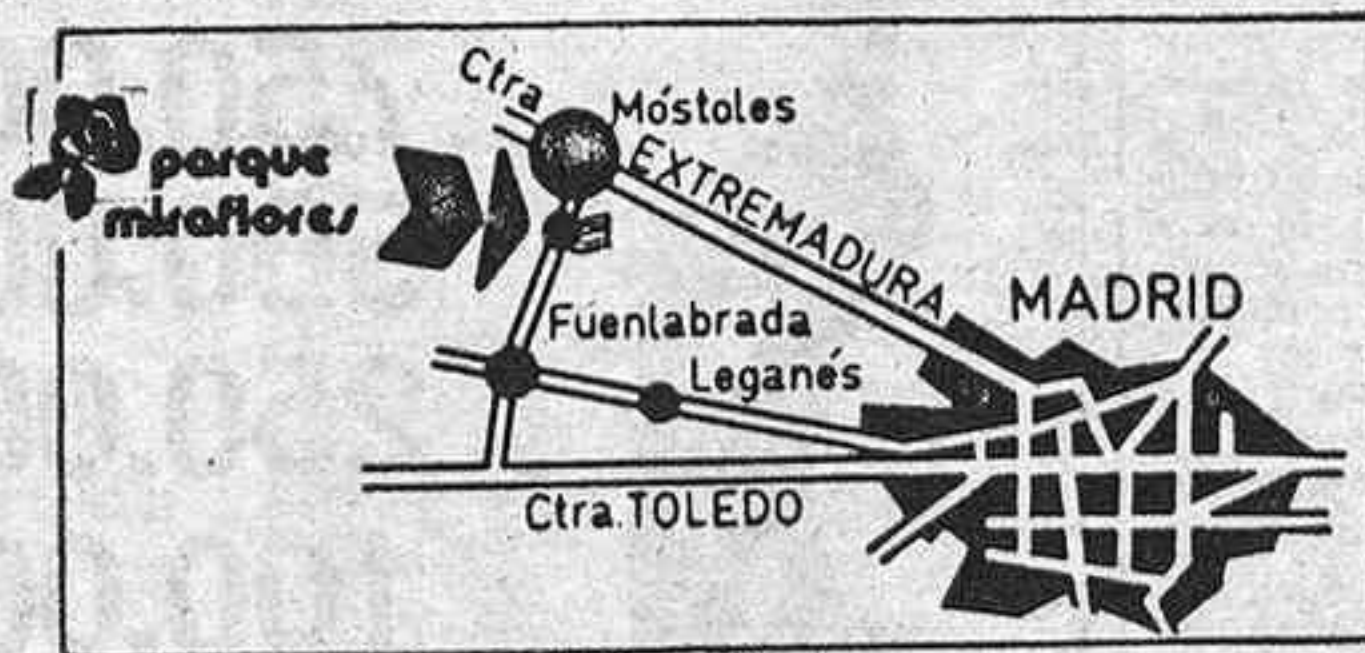 parque
miraflores
Ctra
Móstoles
EXTREMADURA
MADRID
Fuenlabrada
Leganés
Ctra. TOLEDO